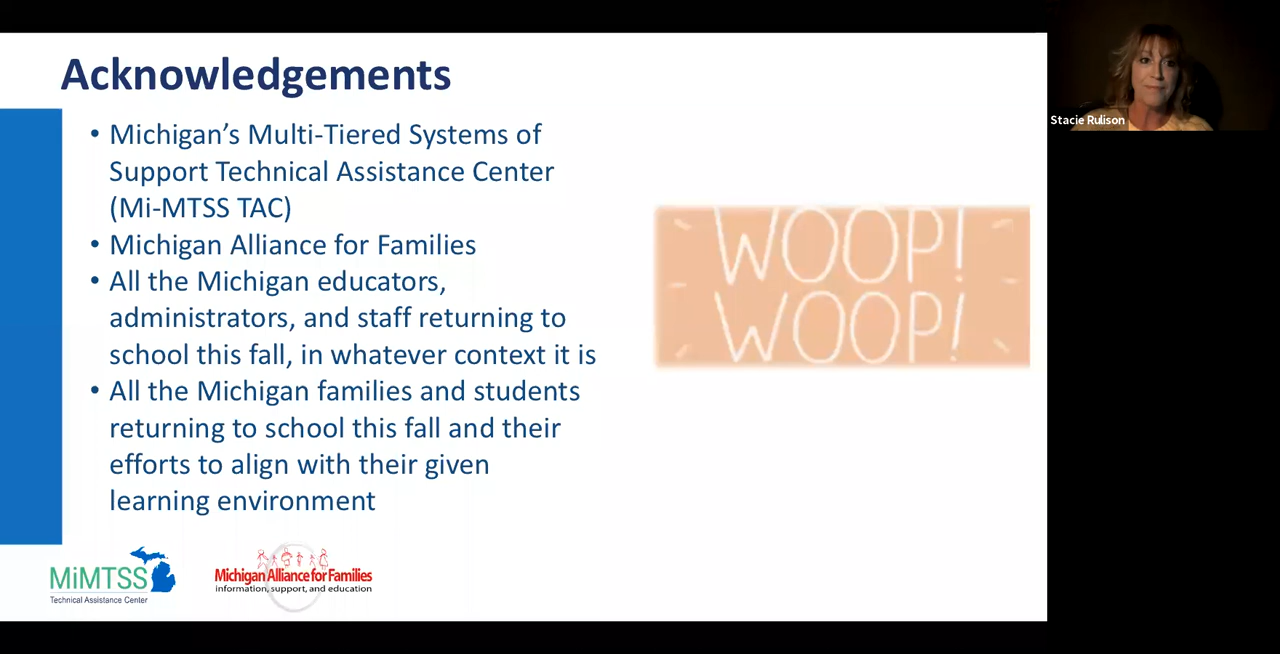 Acknowledgements
• Michigan’s Multi-Tiered Systems of
Support Technical Assistance Center
(Mi-MTSS TAC)
• Michigan Alliance for Families
• All the Michigan educators,
administrators, and staff returning to
school this fall, in whatever context it is
• All the Michigan families and students
returning to school this fall and their
efforts to align with their given
learning environment
WOOP!
WOOP!
MiMTSS
Technical Assistance Center
Michigan Alliance for Families
information, support, and education
Stacie Rulison